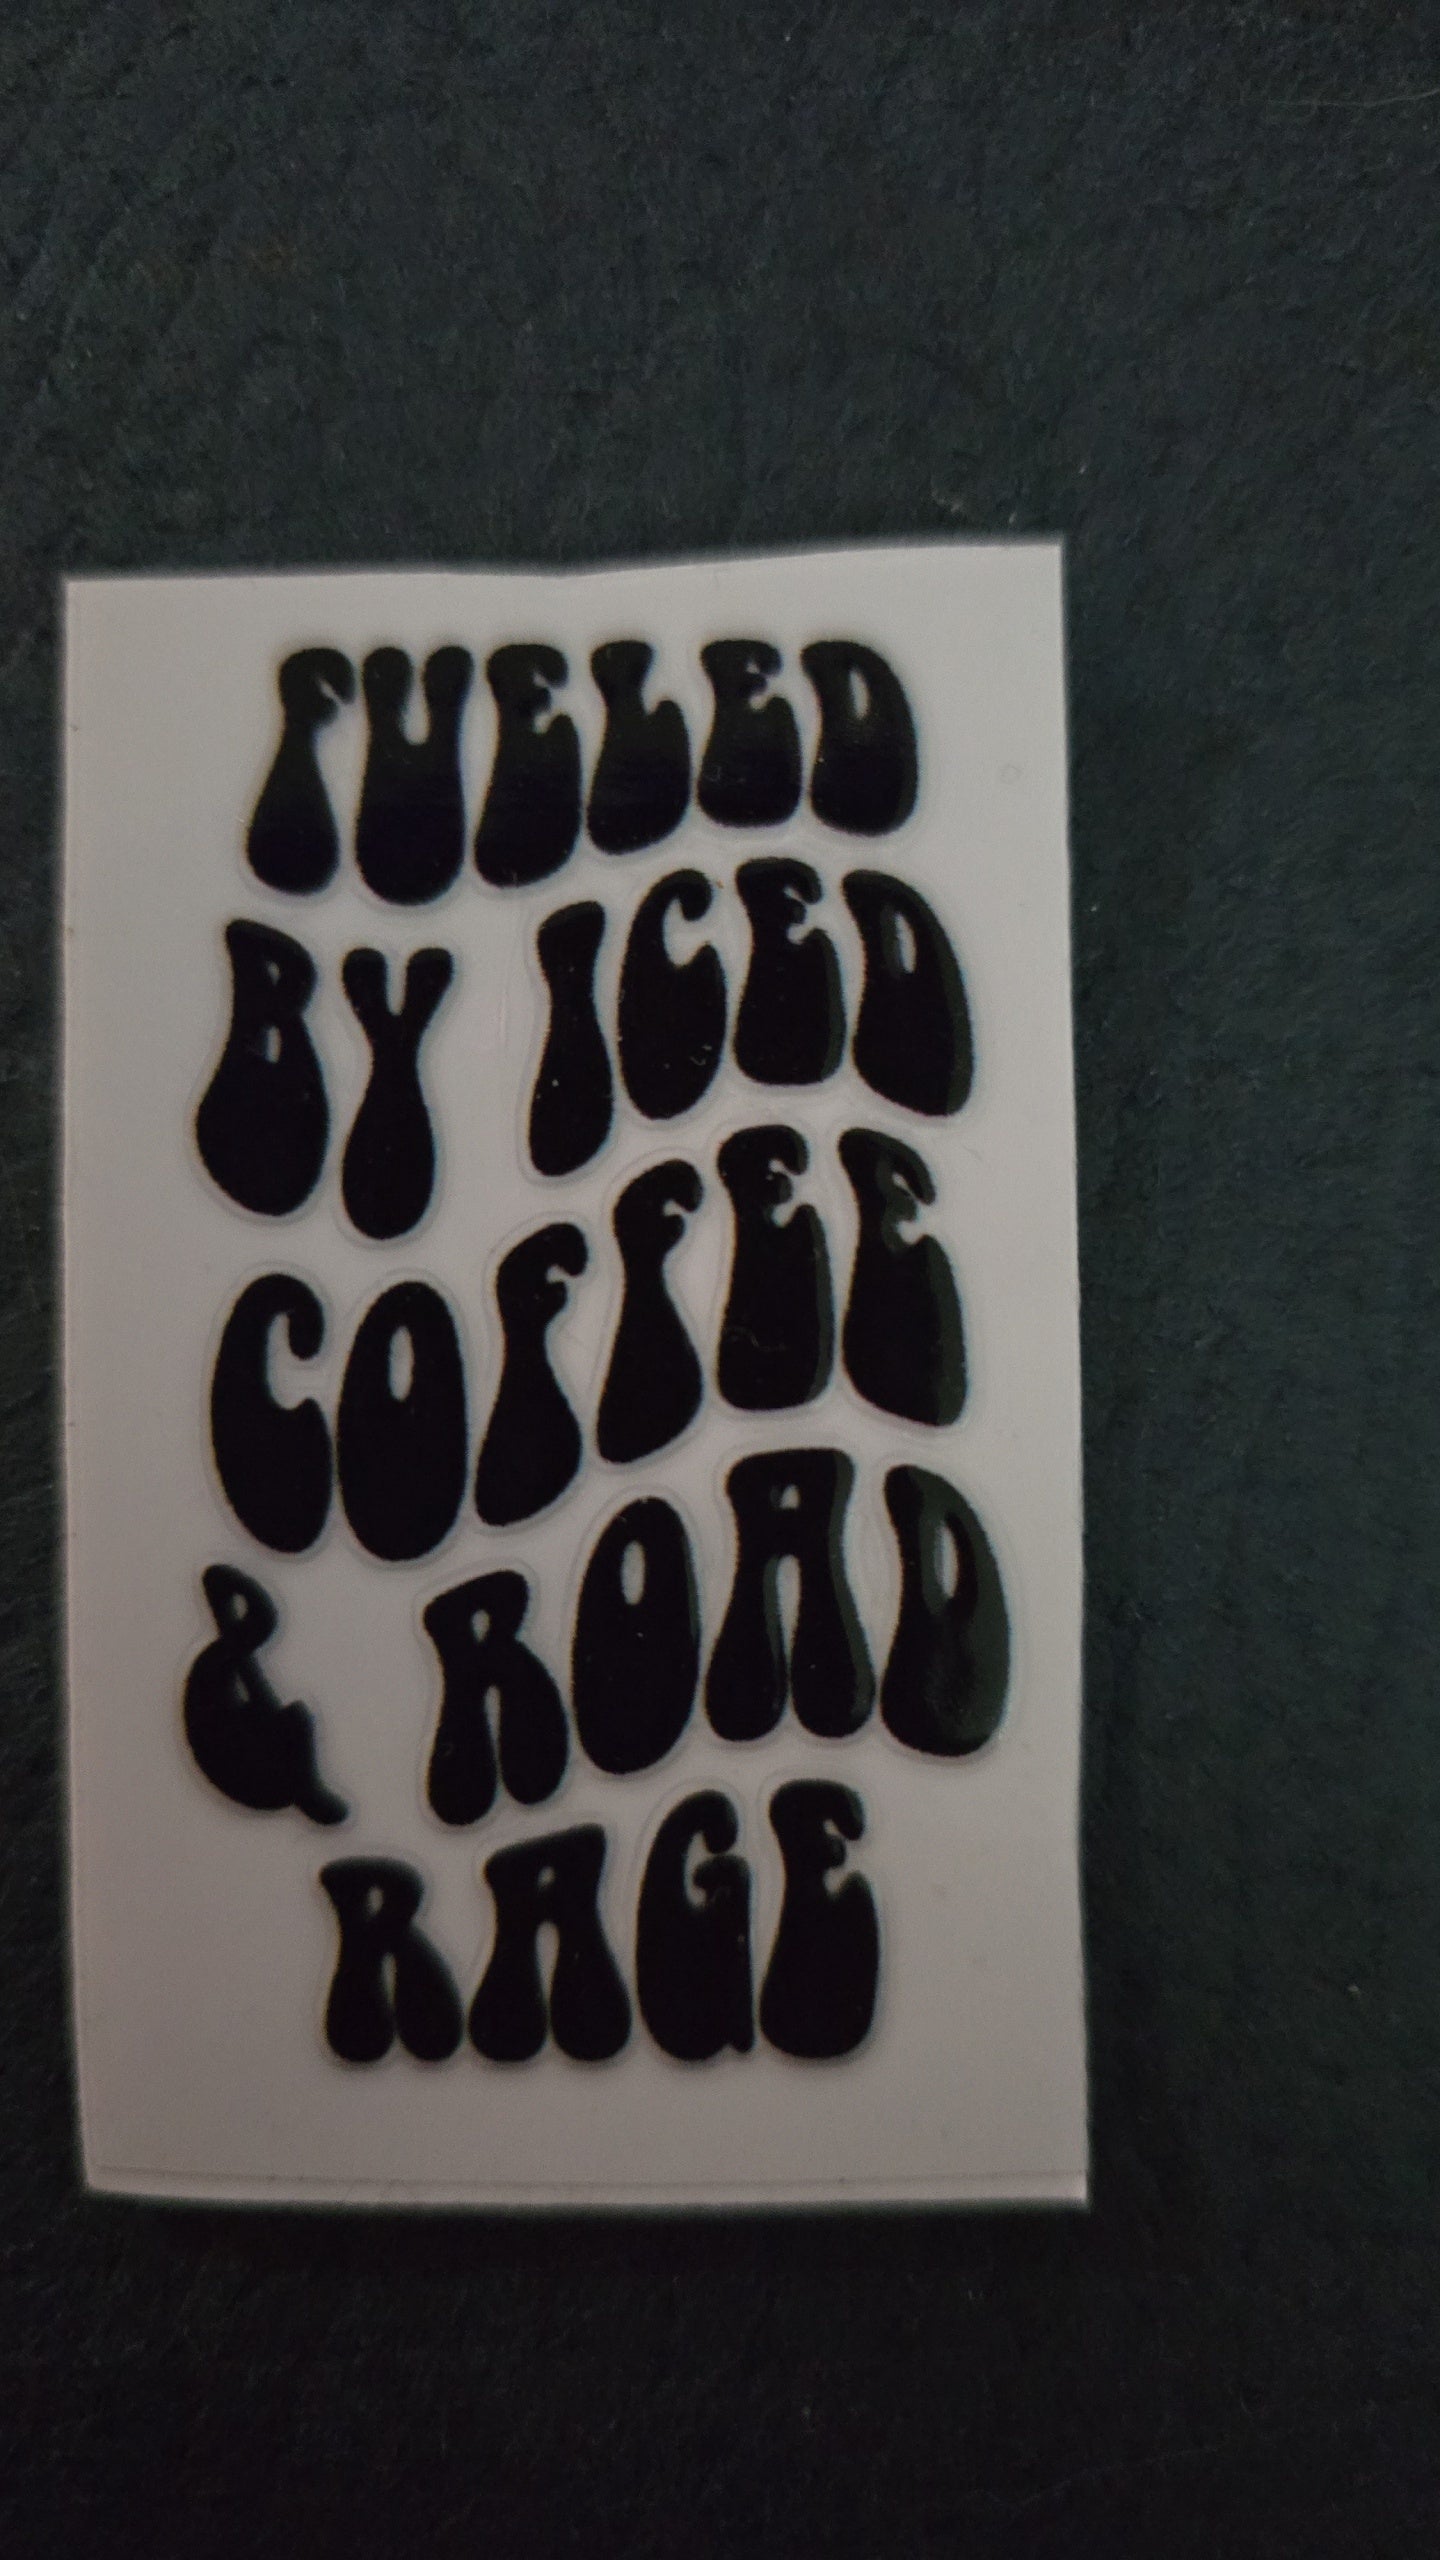 FUELED
BY ICED
COFFEE
& ROAD
RAGE